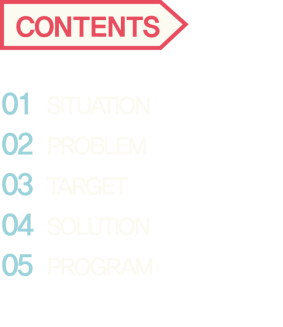 CONTENTS
01 SITUATION
02 PROBLEM
03 TARGET
04 SOLUTION
05 PROGRAM